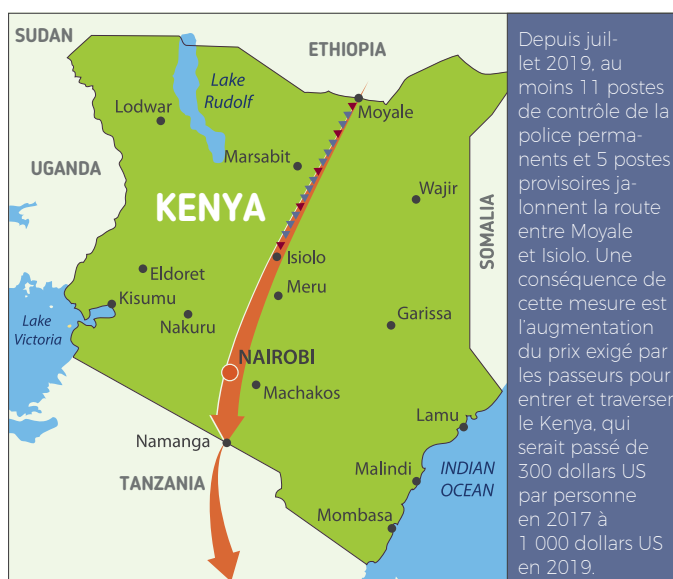 SUDAN
ETHIOPIA
Lake
Rudolf
Lodwar
Moyale
Marsabit
UGANDA
KENYA
Wajir
SOMALIA
Isiolo
Eldoret
Meru
Kisumu
Nakuru
Garissa
Lake
Victoria
NAIROBI
Machakos
Lamu
Namanga
TANZANIA
Malindi
INDIAN
OCEAN
Mombasa
Depuis juil-
let 2019, au
moins 11 postes
de contrôle de la
police perma-
nents et 5 postes
provisoires ja-
lonnent la route
entre Moyale
et Isiolo. Une
conséquence de
cette mesure est
l’augmentation
du prix exigé par
les passeurs pour
entrer et traverser
le Kenya, qui
serait passé de
300 dollars US
par personne
en 2017 à
1 000 dollars US
en 2019.